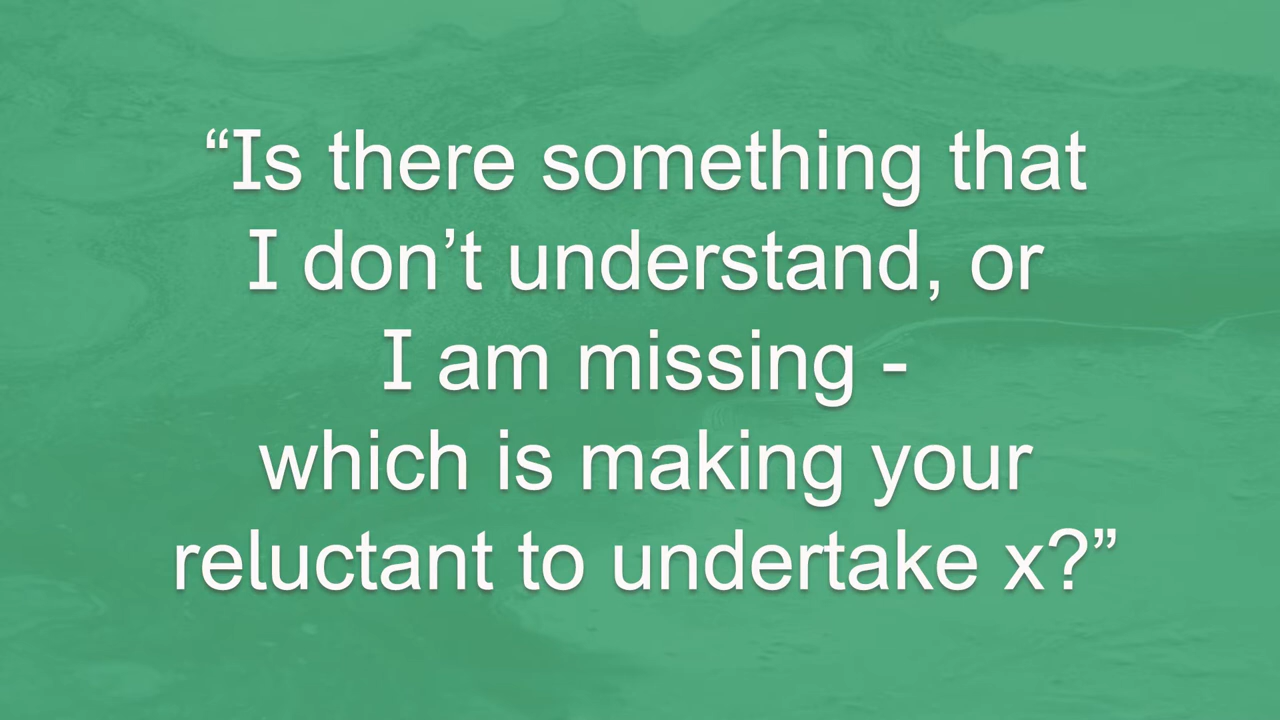 “Is there something that
I don’t understand, or
I am missing -
which is making your
reluctant to undertake x?”